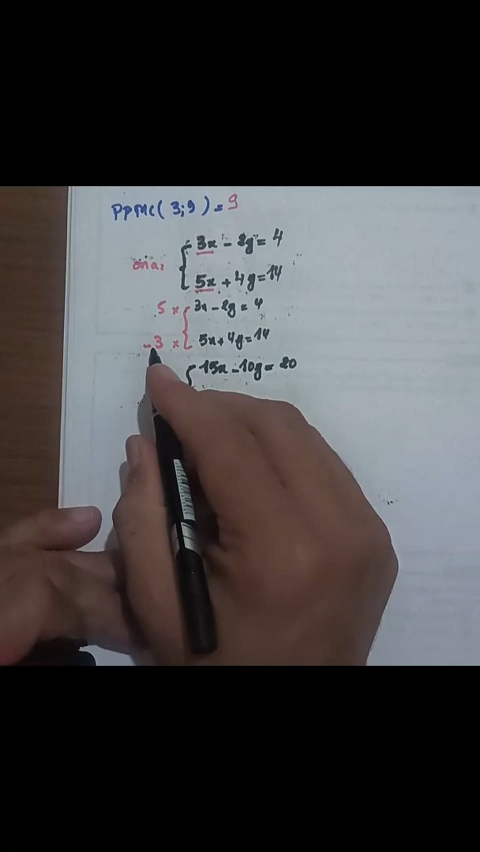 PPMC( 3; 9 ) = 9
ona: { 3x - 2y = 4
5x + 4y = 14
5 x { 3x - 2y = 4
-3 x 5x + 4y = 14
{ 15x - 10y = 20